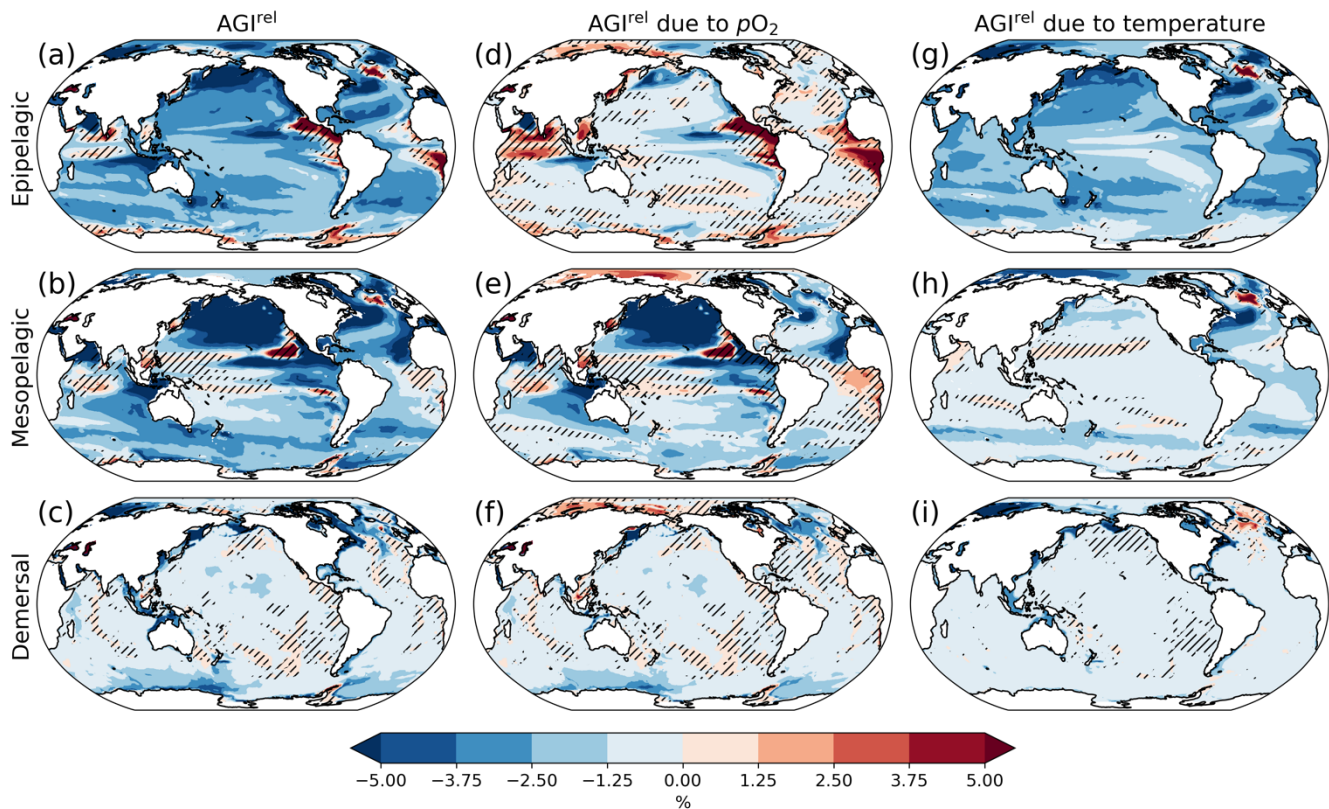 AGI^rel
AGI^rel due to pO₂
AGI^rel due to temperature
Epipelagic
(a)
(d)
(g)
Mesopelagic
(b)
(e)
(h)
Demersal
(c)
(f)
(i)
−5.00 −3.75 −2.50 −1.25 0.00 1.25 2.50 3.75 5.00
%